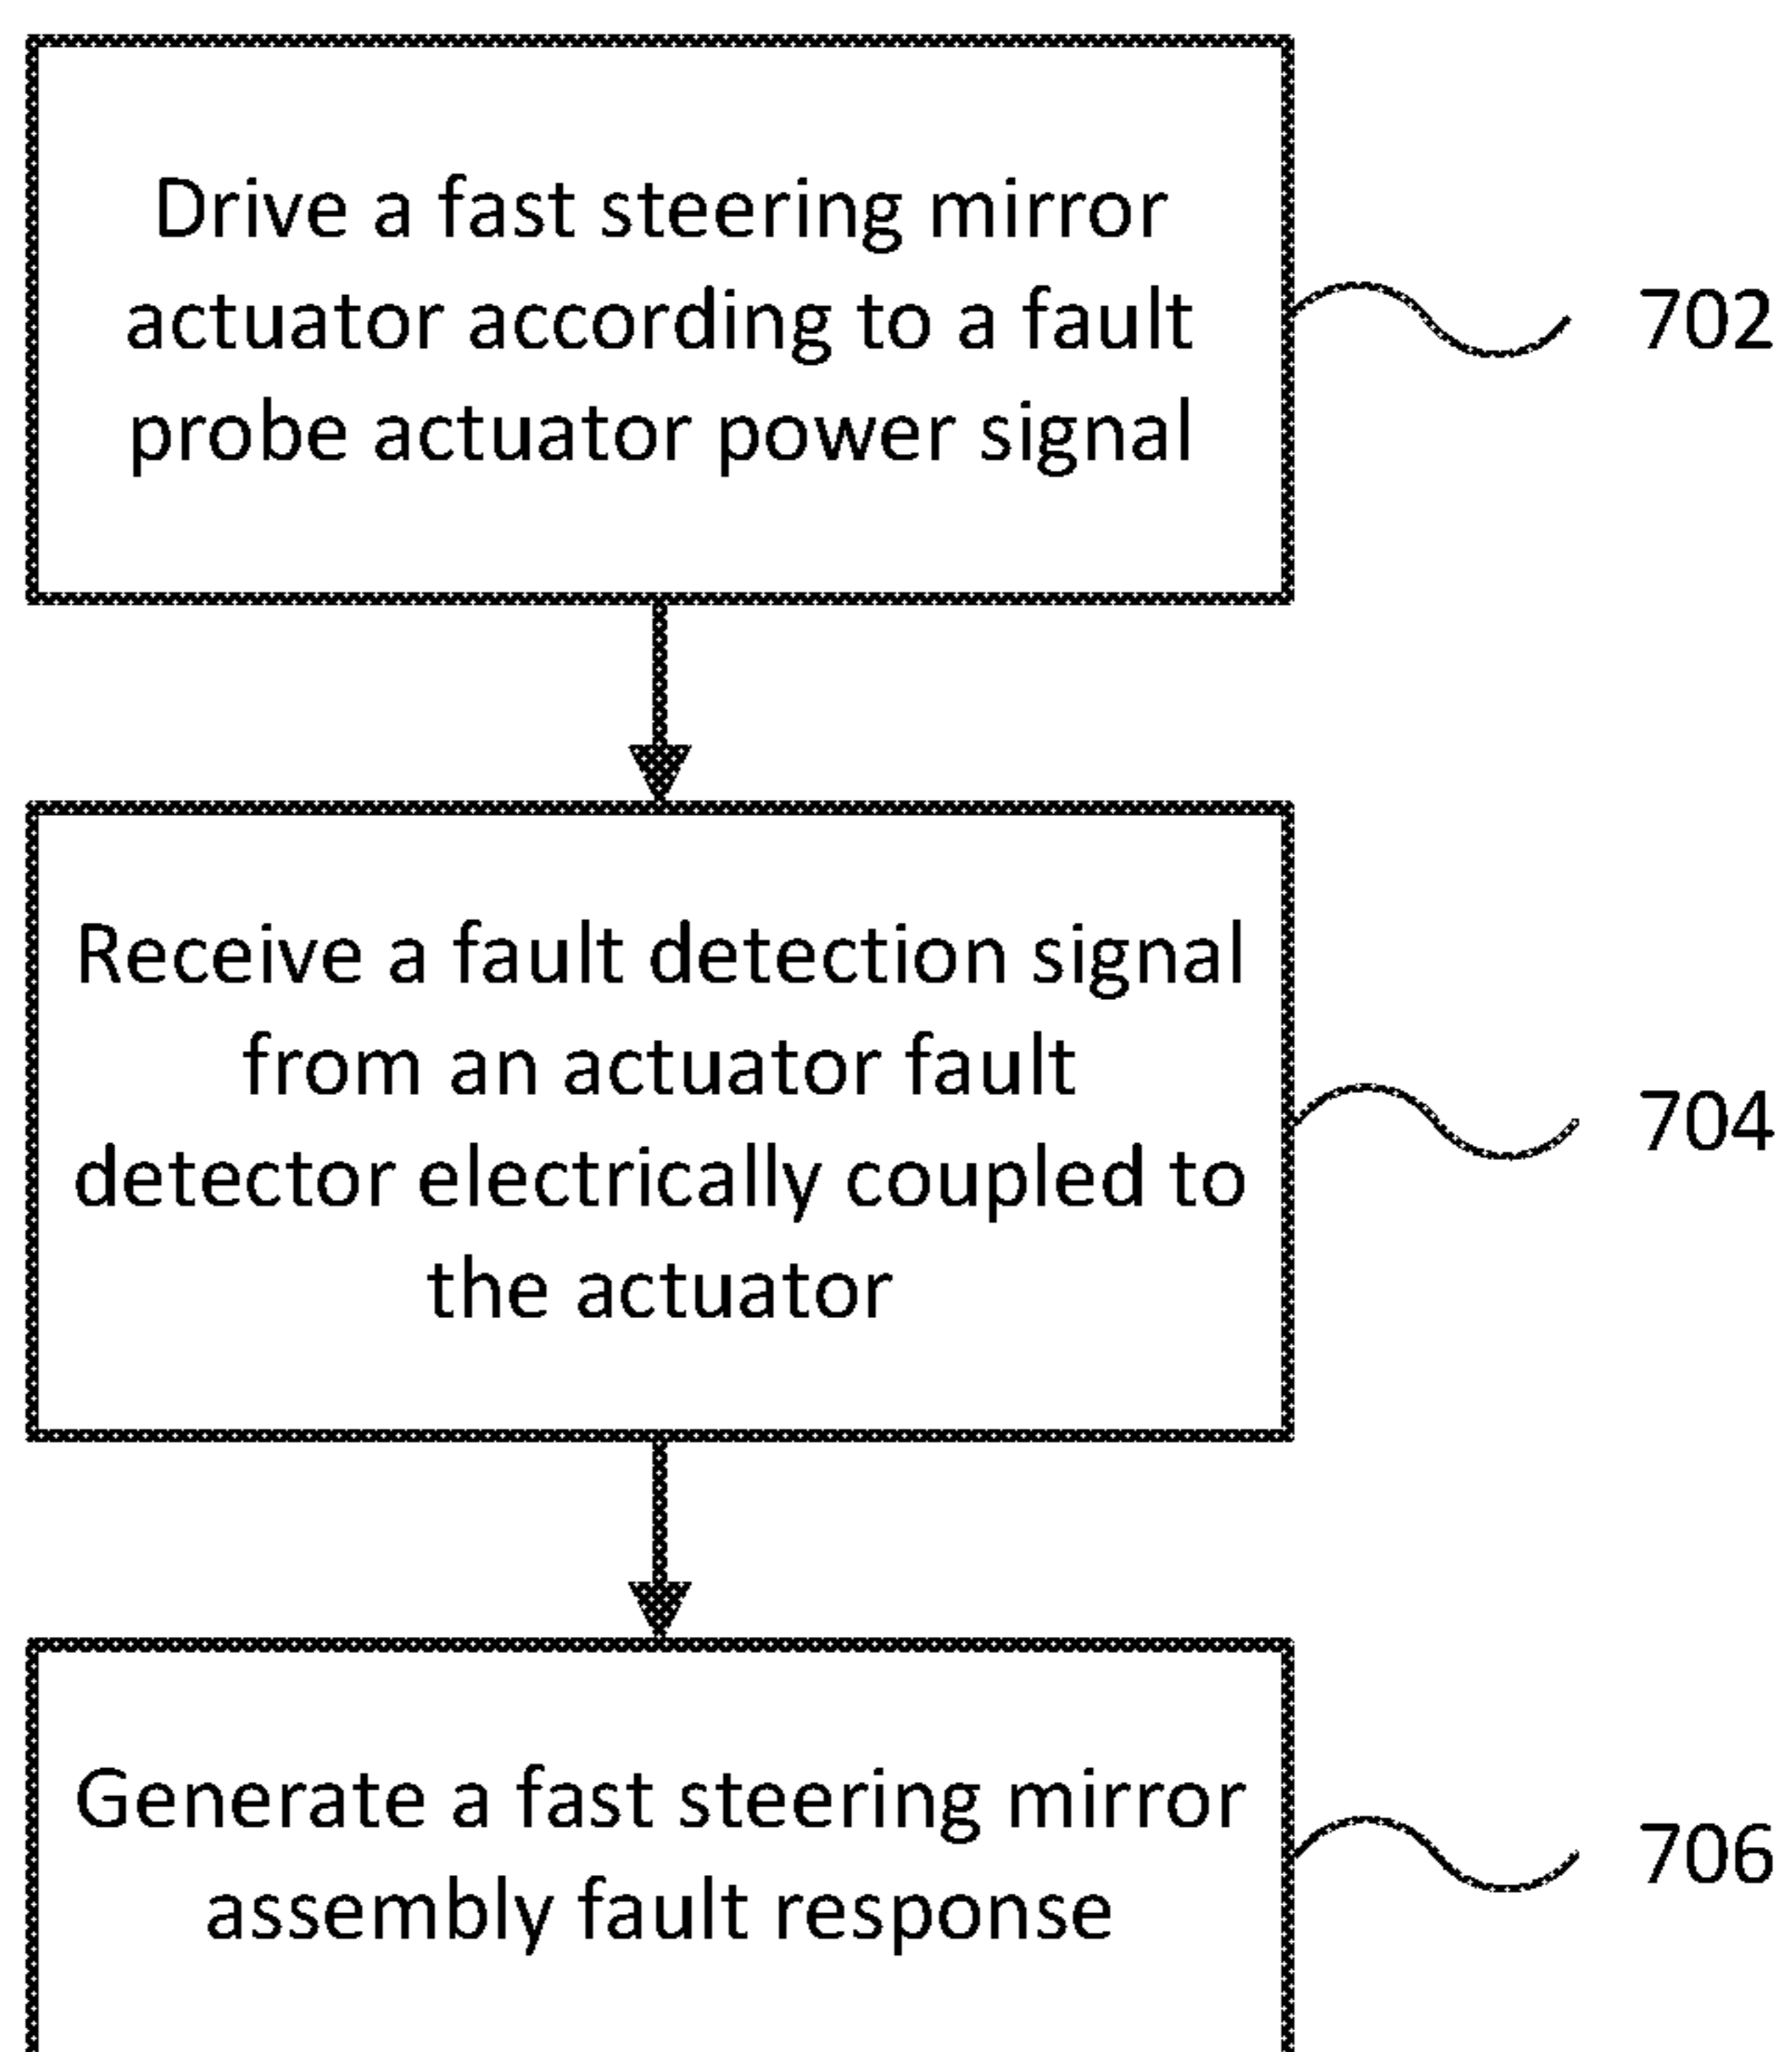 Drive a fast steering mirror
actuator according to a fault
probe actuator power signal
702
Receive a fault detection signal
from an actuator fault
detector electrically coupled to
the actuator
704
Generate a fast steering mirror
assembly fault response
706